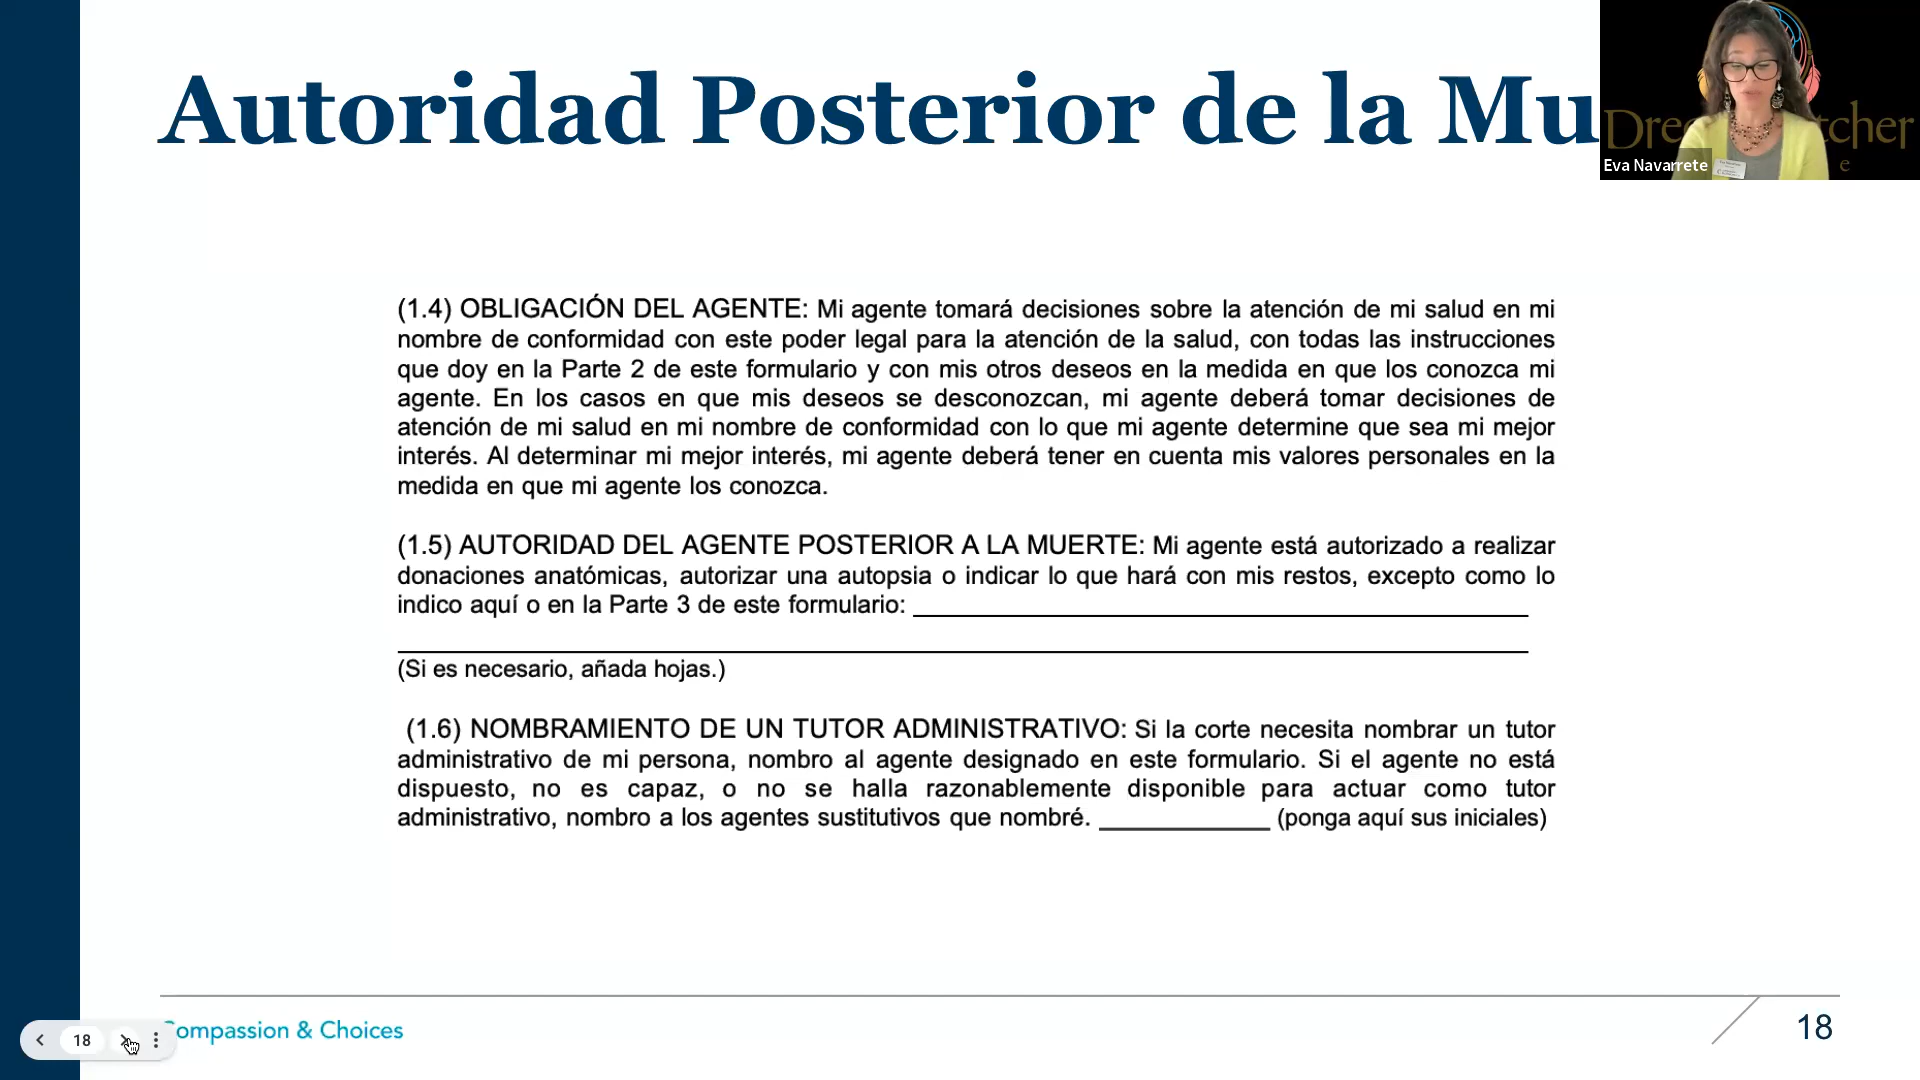 Autoridad Posterior de la Mu
Eva Navarrete
(1.4) OBLIGACIÓN DEL AGENTE: Mi agente tomará decisiones sobre la atención de mi salud en mi
nombre de conformidad con este poder legal para la atención de la salud, con todas las instrucciones
que doy en la Parte 2 de este formulario y con mis otros deseos en la medida en que los conozca mi
agente. En los casos en que mis deseos se desconozcan, mi agente deberá tomar decisiones de
atención de mi salud en mi nombre de conformidad con lo que mi agente determine que sea mi mejor
interés. Al determinar mi mejor interés, mi agente deberá tener en cuenta mis valores personales en la
medida en que mi agente los conozca.
(1.5) AUTORIDAD DEL AGENTE POSTERIOR A LA MUERTE: Mi agente está autorizado a realizar
donaciones anatómicas, autorizar una autopsia o indicar lo que hará con mis restos, excepto como lo
indico aquí o en la Parte 3 de este formulario:
(Si es necesario, añada hojas.)
(1.6) NOMBRAMIENTO DE UN TUTOR ADMINISTRATIVO: Si la corte necesita nombrar un tutor
administrativo de mi persona, nombro al agente designado en este formulario. Si el agente no está
dispuesto, no es capaz, o no se halla razonablemente disponible para actuar como tutor
administrativo, nombro a los agentes sustitutivos que nombré. (ponga aquí sus iniciales)
ompassion & Choices
18
18